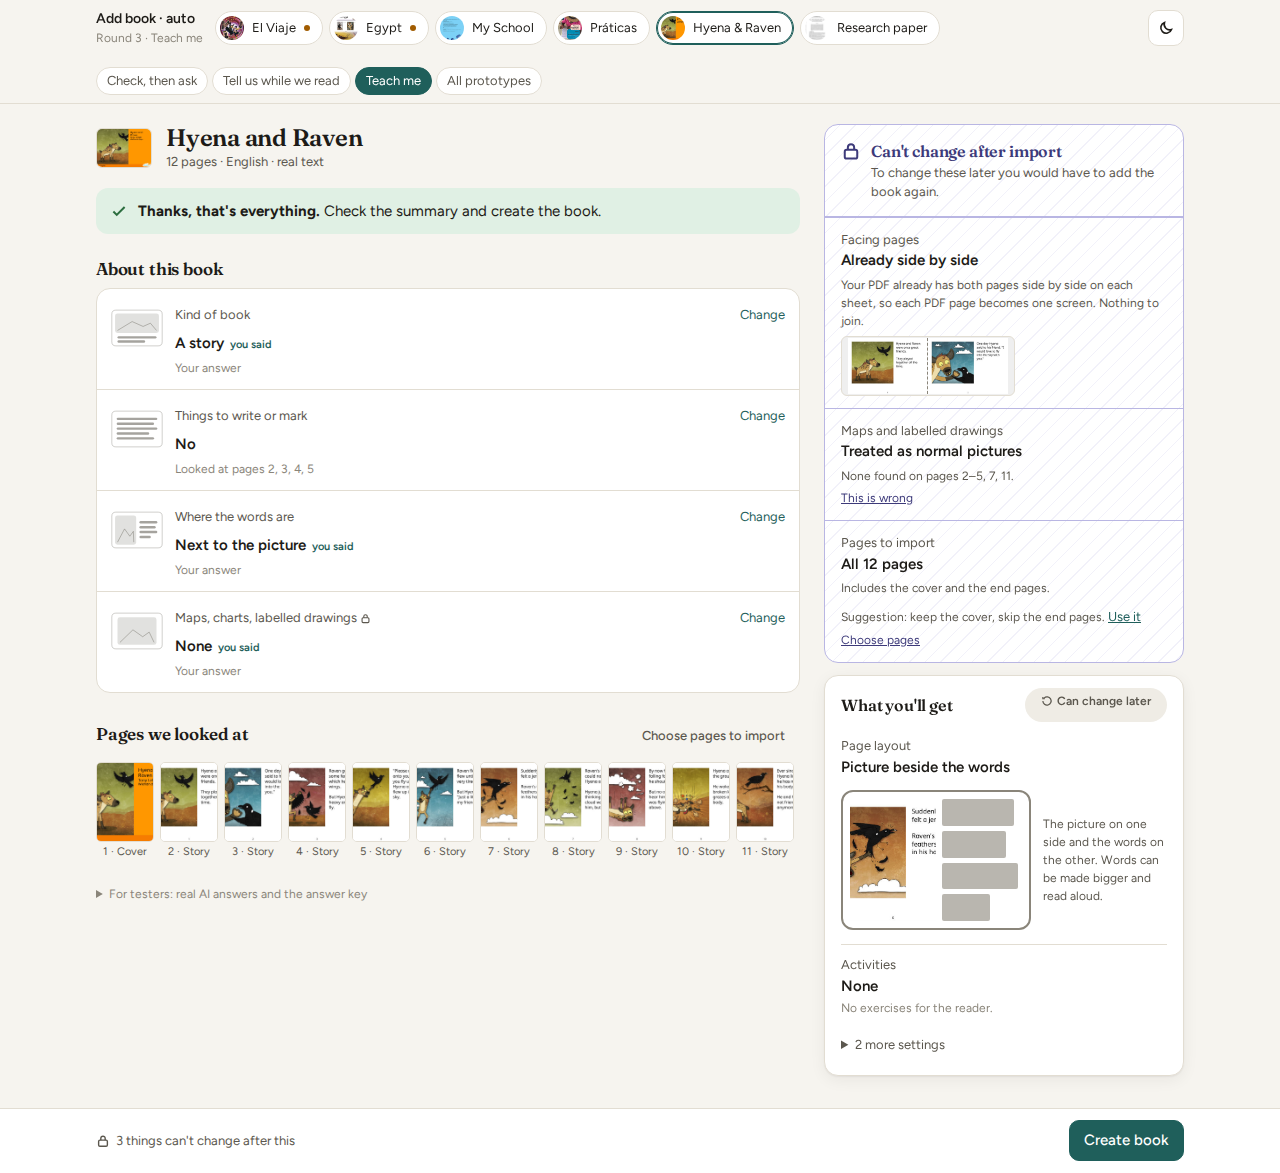 Add book · auto
Round 3 · Teach me
El Viaje
Egypt
My School
Práticas
Hyena & Raven
Research paper
Check, then ask
Tell us while we read
Teach me
All prototypes
Hyena and Raven
12 pages · English · real text
Thanks, that's everything. Check the summary and create the book.
About this book
Kind of book
Change
A story you said
Your answer
Things to write or mark
Change
No
Looked at pages 2, 3, 4, 5
Where the words are
Change
Next to the picture you said
Your answer
Maps, charts, labelled drawings
Change
None you said
Your answer
Pages we looked at
Choose pages to import
1 · Cover
2 · Story
3 · Story
4 · Story
5 · Story
6 · Story
7 · Story
8 · Story
9 · Story
10 · Story
11 · Story
For testers: real AI answers and the answer key
Can't change after import
To change these later you would have to add the
book again.
Facing pages
Already side by side
Your PDF already has both pages side by side on each
sheet, so each PDF page becomes one screen. Nothing to
join.
Maps and labelled drawings
Treated as normal pictures
None found on pages 2–5, 7, 11.
This is wrong
Pages to import
All 12 pages
Includes the cover and the end pages.
Suggestion: keep the cover, skip the end pages. Use it
Choose pages
What you'll get
Can change later
Page layout
Picture beside the words
The picture on one
side and the words on
the other. Words can
be made bigger and
read aloud.
Activities
None
No exercises for the reader.
2 more settings
3 things can't change after this
Create book